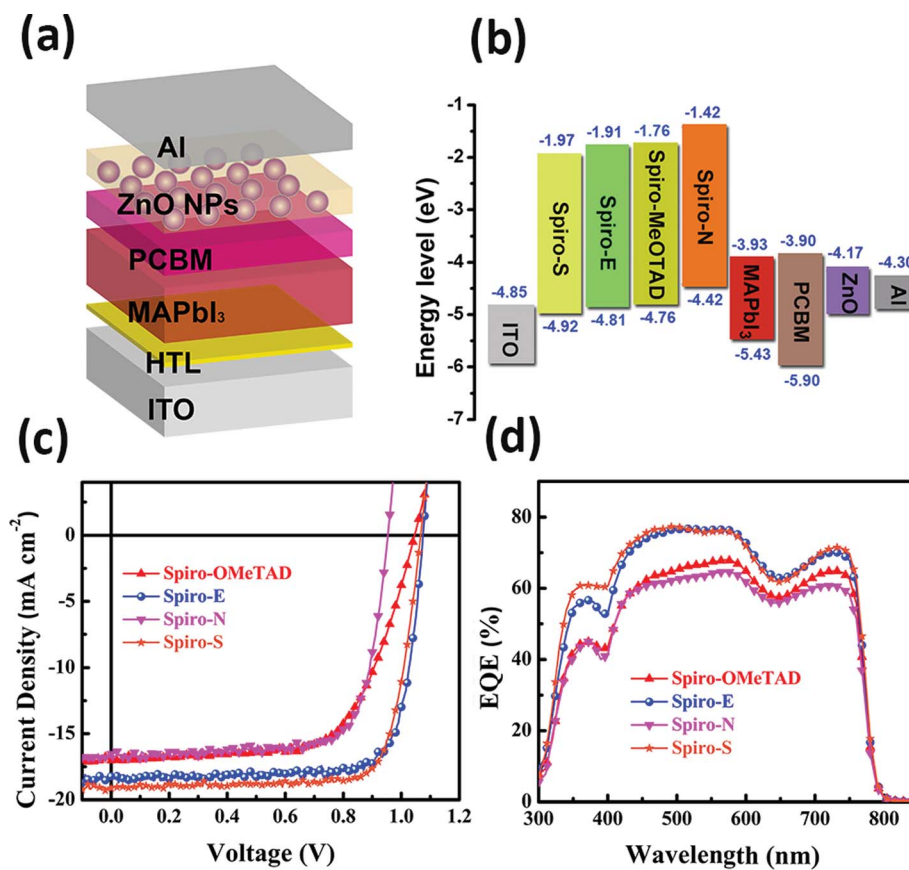 (a)
Al
ZnO NPs
PCBM
MAPbI₃
HTL
ITO
(b)
Energy level (eV)
-1
-2
-3
-4
-5
-6
-7
-4.85
ITO
-1.97
Spiro-S
-4.92
-1.91
Spiro-E
-4.81
-1.76
Spiro-MeOTAD
-4.76
-1.42
Spiro-N
-4.42
-3.93
MAPbI₃
-5.43
-3.90
PCBM
-5.90
-4.17
ZnO
-4.30
Al
(c)
Current Density (mA cm⁻²)
0
-5
-10
-15
-20
Spiro-OMeTAD
Spiro-E
Spiro-N
Spiro-S
0.0 0.2 0.4 0.6 0.8 1.0 1.2
Voltage (V)
(d)
EQE (%)
80
60
40
20
0
Spiro-OMeTAD
Spiro-E
Spiro-N
Spiro-S
300 400 500 600 700 800
Wavelength (nm)